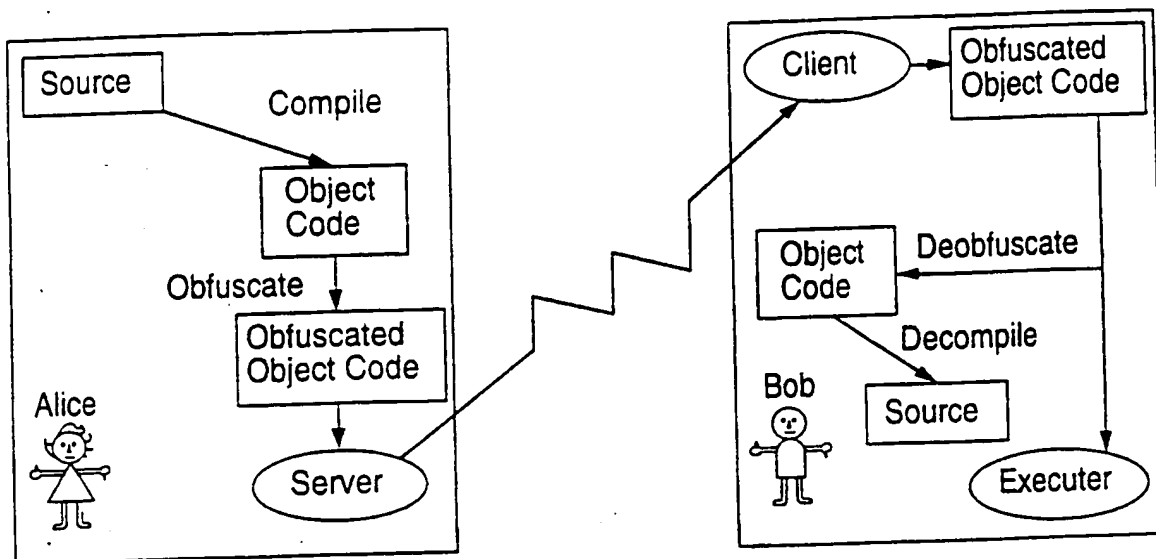 Source
Compile
Object
Code
Obfuscate
Obfuscated
Object Code
Alice
Server
Client
Obfuscated
Object Code
Object
Code
Deobfuscate
Decompile
Bob
Source
Executer